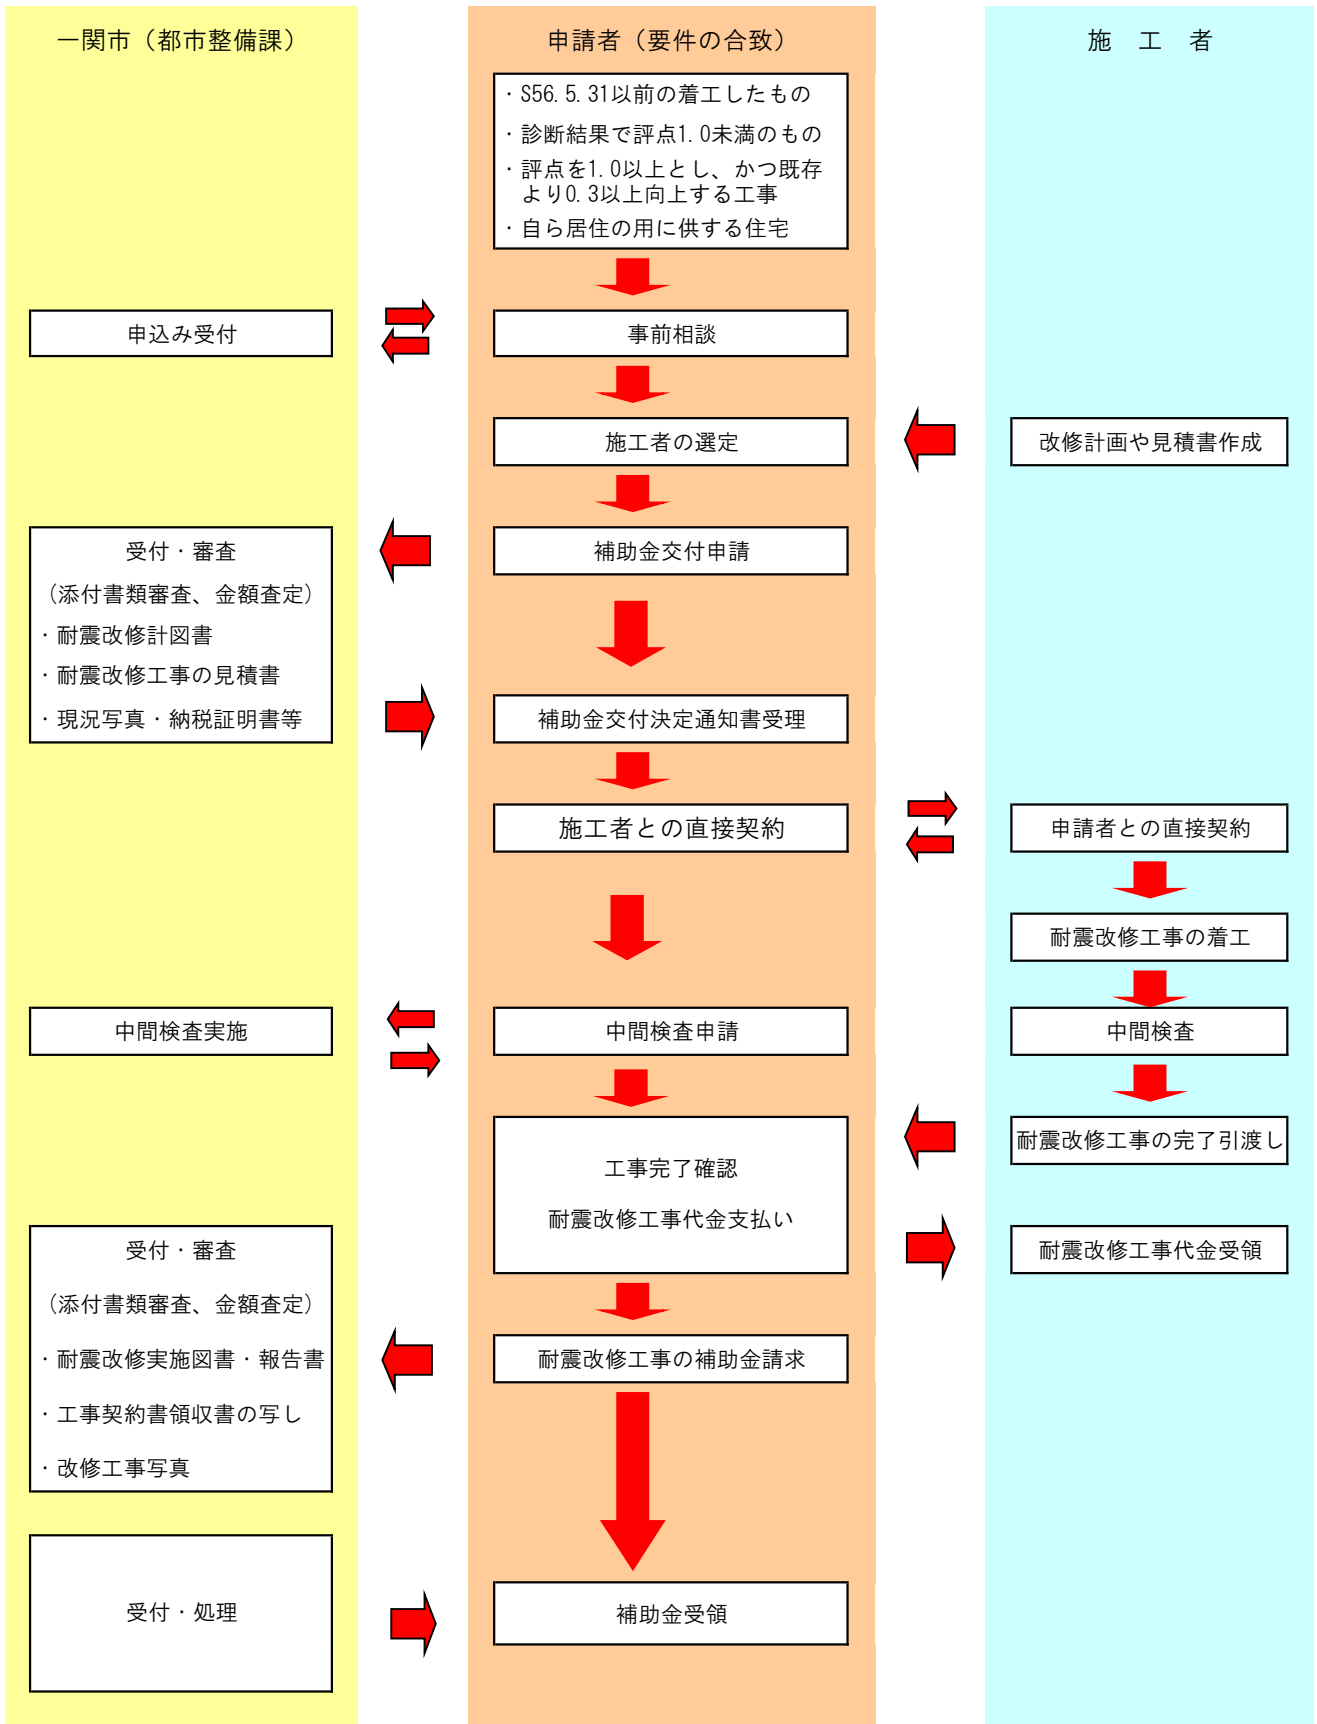 一関市（都市整備課）
申請者（要件の合致）
施　工　者
・S56.5.31以前の着工したもの
・診断結果で評点1.0未満のもの
・評点を1.0以上とし、かつ既存
より0.3以上向上する工事
・自ら居住の用に供する住宅
申込み受付
事前相談
施工者の選定
改修計画や見積書作成
受付・審査
（添付書類審査、金額査定）
・耐震改修計図書
・耐震改修工事の見積書
・現況写真・納税証明書等
補助金交付申請
補助金交付決定通知書受理
施工者との直接契約
申請者との直接契約
耐震改修工事の着工
中間検査実施
中間検査申請
中間検査
工事完了確認
耐震改修工事代金支払い
耐震改修工事の完了引渡し
耐震改修工事代金受領
受付・審査
（添付書類審査、金額査定）
・耐震改修実施図書・報告書
・工事契約書領収書の写し
・改修工事写真
耐震改修工事の補助金請求
受付・処理
補助金受領